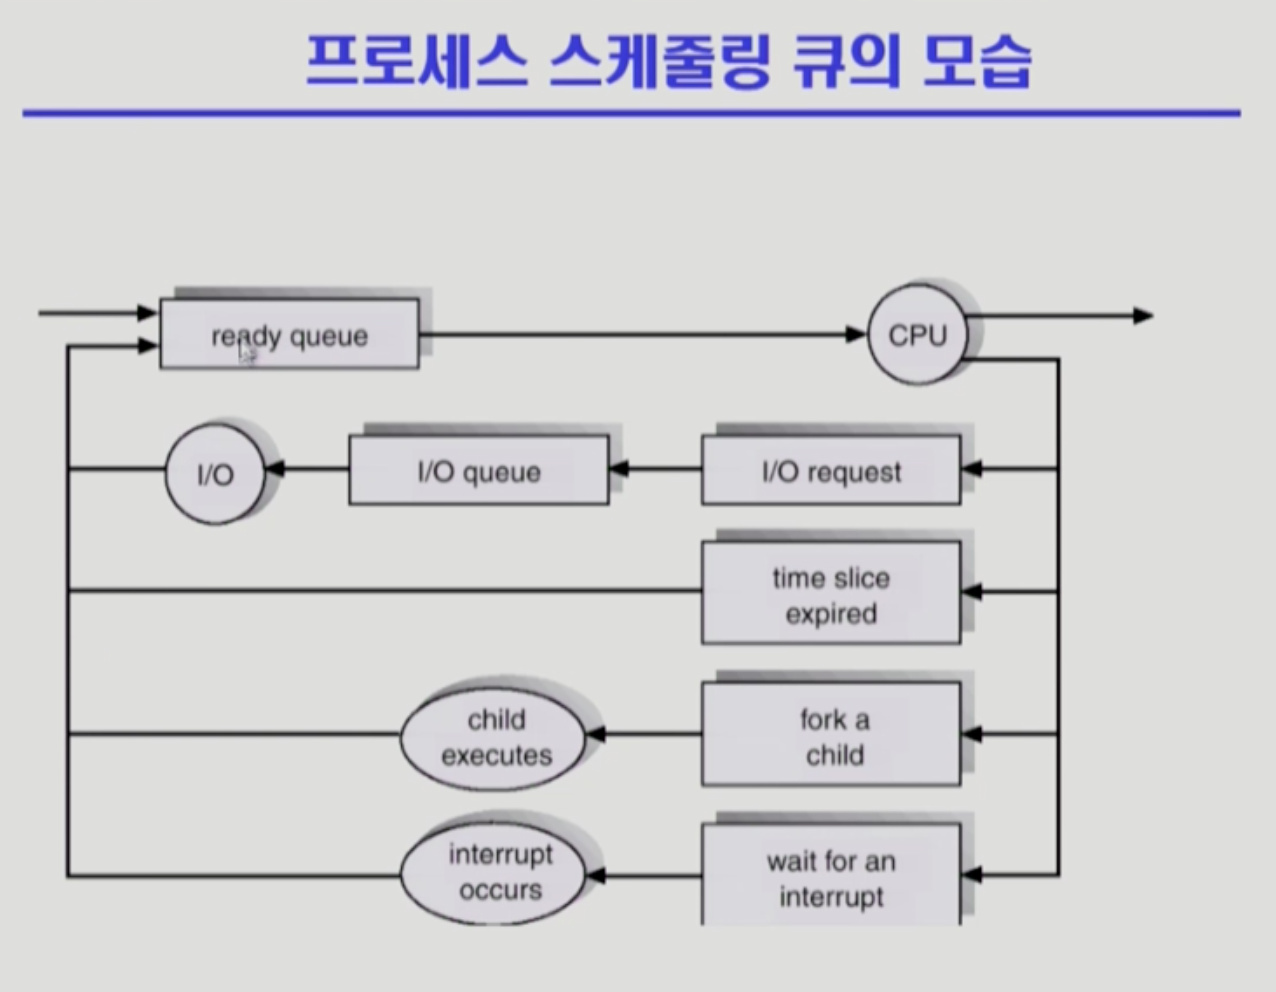 프로세스 스케줄링 큐의 모습
ready queue
CPU
I/O
I/O queue
I/O request
time slice
expired
child
executes
fork a
child
interrupt
occurs
wait for an
interrupt